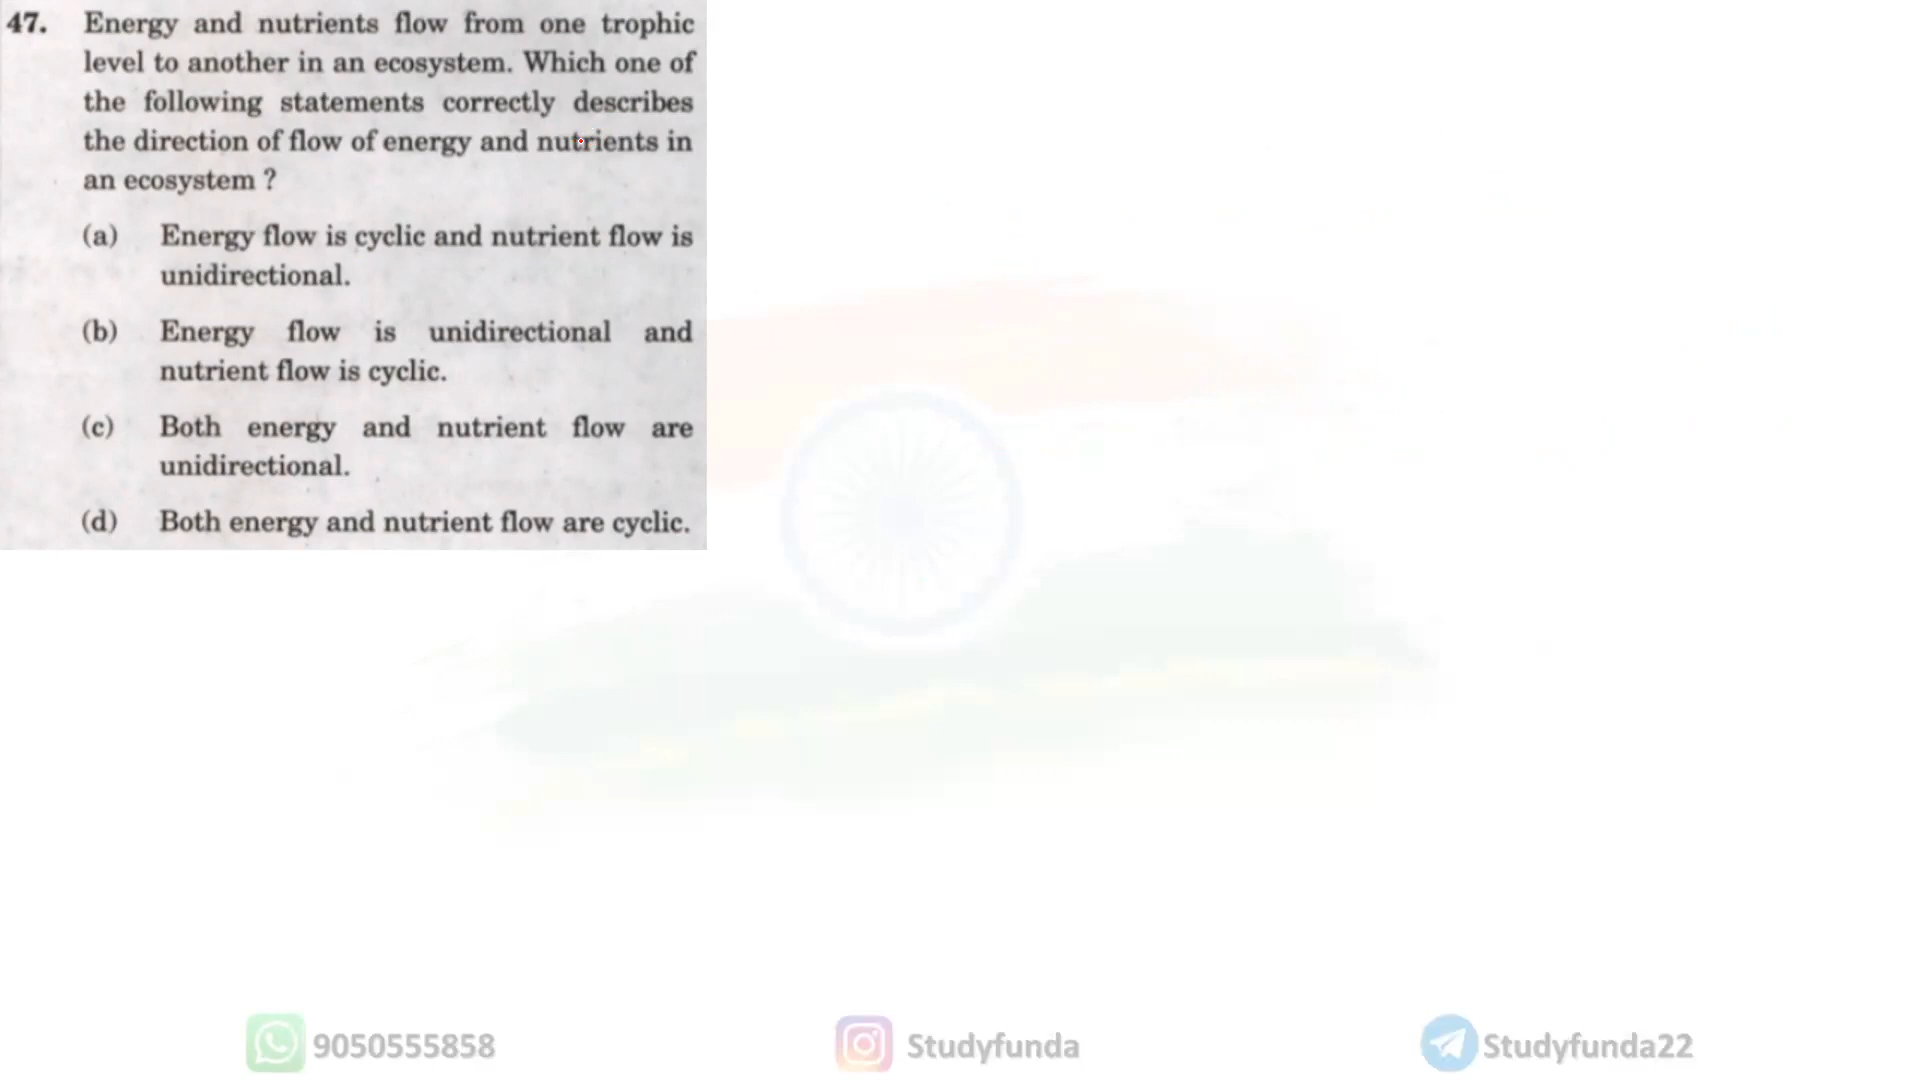 47. Energy and nutrients flow from one trophic
level to another in an ecosystem. Which one of
the following statements correctly describes
the direction of flow of energy and nutrients in
an ecosystem ?
(a) Energy flow is cyclic and nutrient flow is
unidirectional.
(b) Energy flow is unidirectional and
nutrient flow is cyclic.
(c) Both energy and nutrient flow are
unidirectional.
(d) Both energy and nutrient flow are cyclic.
9050555858
Studyfunda
Studyfunda22